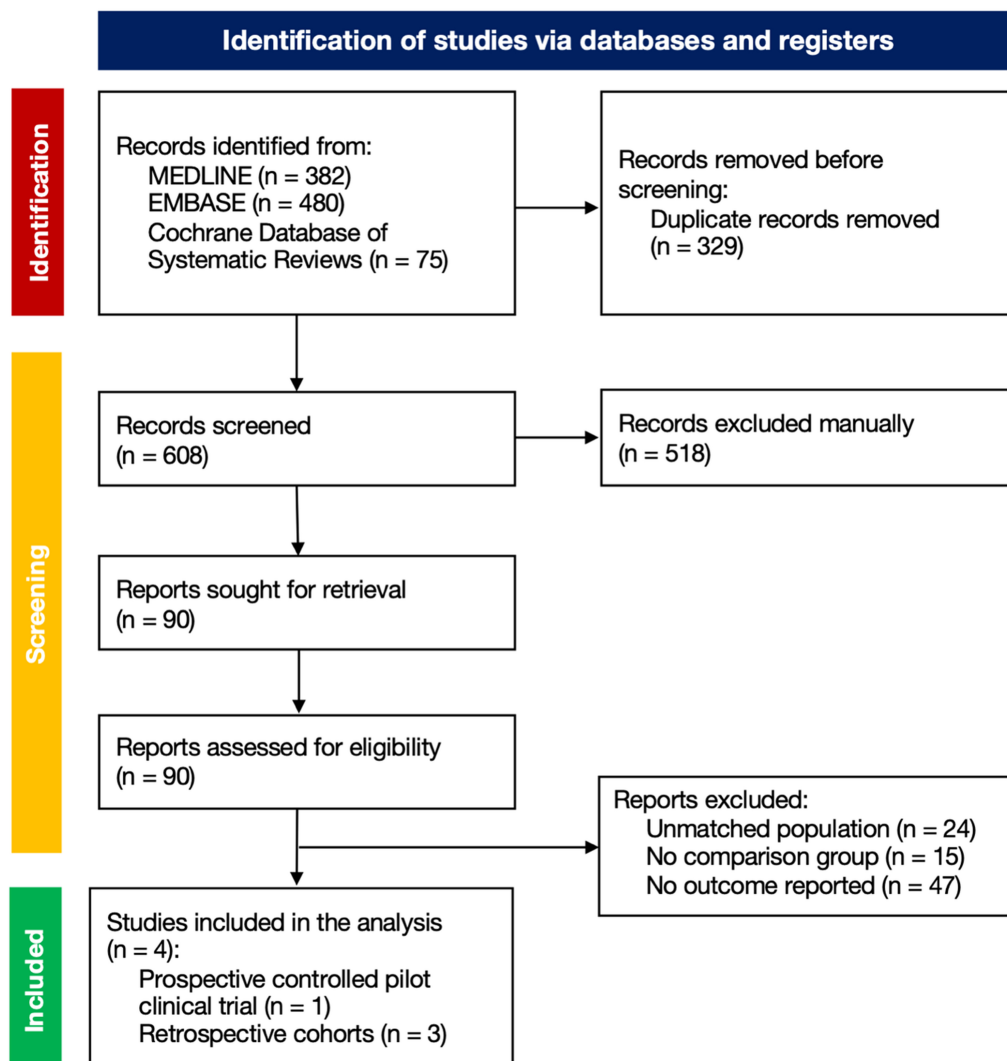 Identification of studies via databases and registers
Identification
Records identified from:
MEDLINE (n = 382)
EMBASE (n = 480)
Cochrane Database of
Systematic Reviews (n = 75)
Records removed before
screening:
Duplicate records removed
(n = 329)
Screening
Records screened
(n = 608)
Records excluded manually
(n = 518)
Reports sought for retrieval
(n = 90)
Reports assessed for eligibility
(n = 90)
Reports excluded:
Unmatched population (n = 24)
No comparison group (n = 15)
No outcome reported (n = 47)
Included
Studies included in the analysis
(n = 4):
Prospective controlled pilot
clinical trial (n = 1)
Retrospective cohorts (n = 3)